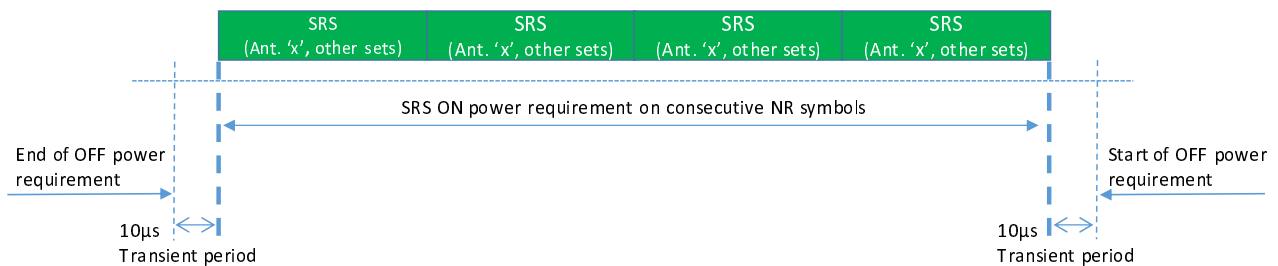 SRS
(Ant. ‘x’, other sets)
SRS
(Ant. ‘x’, other sets)
SRS
(Ant. ‘x’, other sets)
SRS
(Ant. ‘x’, other sets)
SRS ON power requirement on consecutive NR symbols
End of OFF power
requirement
Start of OFF power
requirement
10µs
Transient period
10µs
Transient period